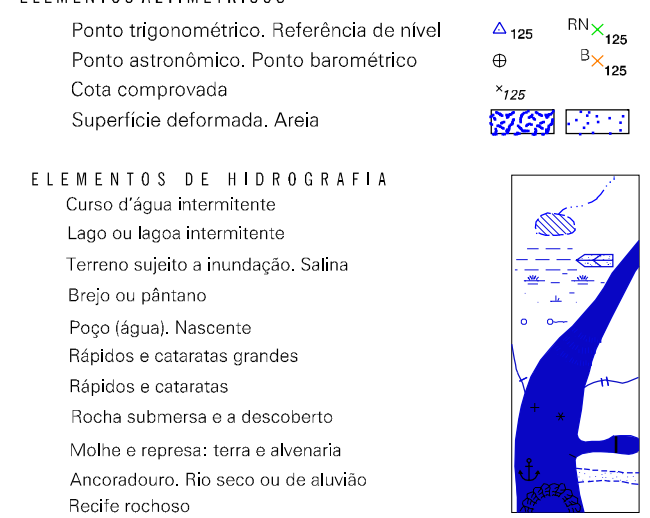 ELEMENTOS ALTIMÉTRICOS
Ponto trigonométrico. Referência de nível △ 125 RN × 125
Ponto astronômico. Ponto barométrico ⊕ B × 125
Cota comprovada × 125
Superfície deformada. Areia
ELEMENTOS DE HIDROGRAFIA
Curso d'água intermitente
Lago ou lagoa intermitente
Terreno sujeito a inundação. Salina
Brejo ou pântano
Poço (água). Nascente
Rápidos e cataratas grandes
Rápidos e cataratas
Rocha submersa e a descoberto
Molhe e represa: terra e alvenaria
Ancoradouro. Rio seco ou de aluvião
Recife rochoso